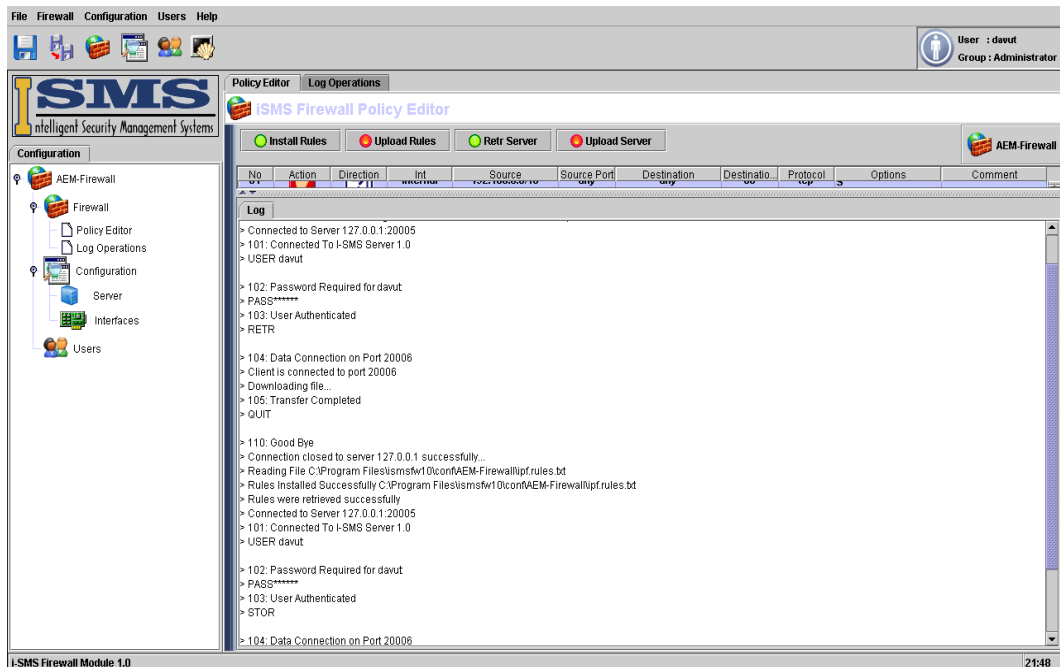 File Firewall Configuration Users Help
User : davut
Group : Administrator
ISMS
Intelligent Security Management Systems
Configuration
AEM-Firewall
Firewall
Policy Editor
Log Operations
Configuration
Server
Interfaces
Users
Policy Editor Log Operations
iSMS Firewall Policy Editor
Install Rules Upload Rules Retr Server Upload Server AEM-Firewall
No Action Direction Int Source Source Port Destination Destinatio... Protocol Options Comment
Log
> Connected to Server 127.0.0.1:20005
> 101: Connected To I-SMS Server 1.0
> USER davut
> 102: Password Required for davut
> PASS******
> 103: User Authenticated
> RETR
> 104: Data Connection on Port 20006
> Client is connected to port 20006
> Downloading file...
> 105: Transfer Completed
> QUIT
> 110: Good Bye
> Connection closed to server 127.0.0.1 successfully...
> Reading File C:\Program Files\ismsfw10\conf\AEM-Firewall\ipf.rules.txt
> Rules Installed Successfully C:\Program Files\ismsfw10\conf\AEM-Firewall\ipf.rules.txt
> Rules were retrieved successfully
> Connected to Server 127.0.0.1:20005
> 101: Connected To I-SMS Server 1.0
> USER davut
> 102: Password Required for davut
> PASS******
> 103: User Authenticated
> STOR
> 104: Data Connection on Port 20006
i-SMS Firewall Module 1.0 21:48